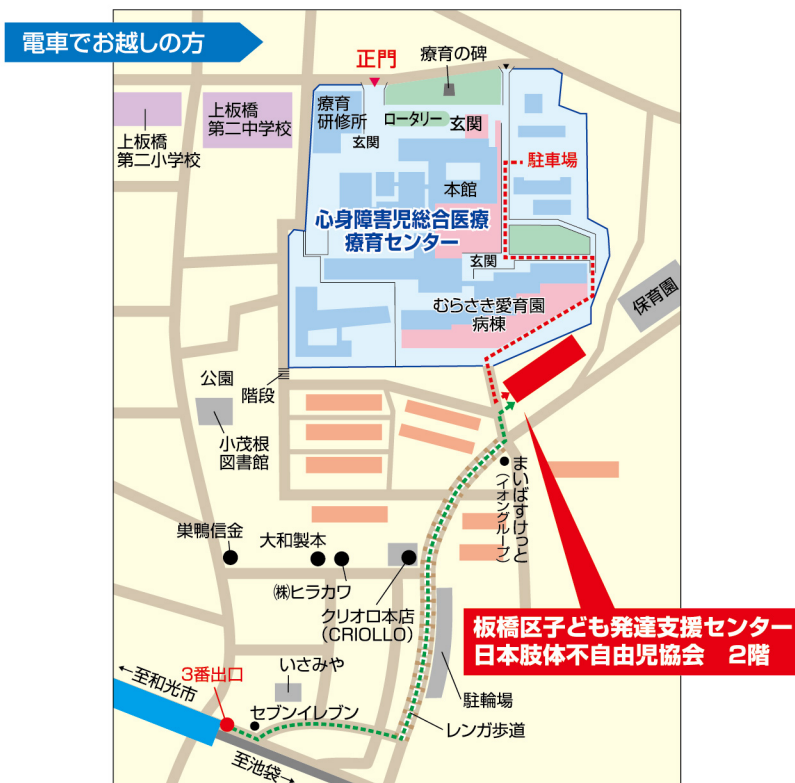 電車でお越しの方
正門
療育の碑
上板橋
第二小学校
上板橋
第二中学校
療育
研修所
玄関
ロータリー
玄関
駐車場
本館
心身障害児総合医療
療育センター
玄関
むらさき愛育園
病棟
保育園
公園
階段
小茂根
図書館
まいばすけっと
(イオングループ)
巣鴨信金
大和製本
㈱ヒラカワ
クリオロ本店
(CRIOLLO)
板橋区子ども発達支援センター
日本肢体不自由児協会 2階
←至和光市
3番出口
いさみや
セブンイレブン
駐輪場
レンガ歩道
至池袋→